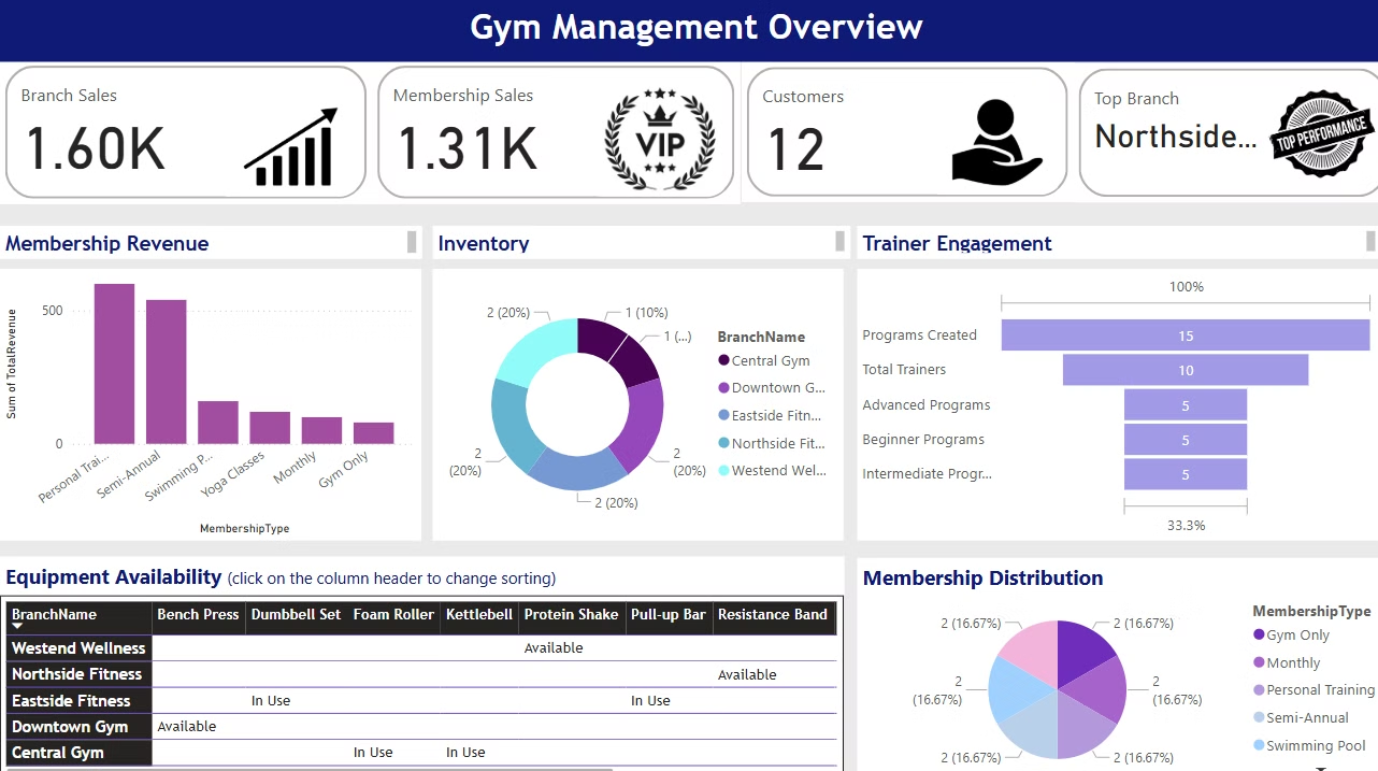 Gym Management Overview
Branch Sales
1.60K
Membership Sales
1.31K
VIP
Customers
12
Top Branch
Northside...
TOP PERFORMANCE
Membership Revenue
Sum of TotalRevenue
500
0
Personal Trai...
Semi-Annual
Swimming P...
Yoga Classes
Monthly
Gym Only
MembershipType
Inventory
2 (20%)
1 (10%)
1 (...)
2
(20%)
2
(20%)
2 (20%)
BranchName
Central Gym
Downtown G...
Eastside Fitn...
Northside Fit...
Westend Wel...
Trainer Engagement
100%
Programs Created 15
Total Trainers 10
Advanced Programs 5
Beginner Programs 5
Intermediate Progr... 5
33.3%
Equipment Availability (click on the column header to change sorting)
BranchName Bench Press Dumbbell Set Foam Roller Kettlebell Protein Shake Pull-up Bar Resistance Band
Westend Wellness Available
Northside Fitness Available
Eastside Fitness In Use In Use
Downtown Gym Available
Central Gym In Use In Use
Membership Distribution
2 (16.67%)
2 (16.67%)
2
(16.67%)
2
(16.67%)
2 (16.67%)
2 (16.67%)
MembershipType
Gym Only
Monthly
Personal Training
Semi-Annual
Swimming Pool